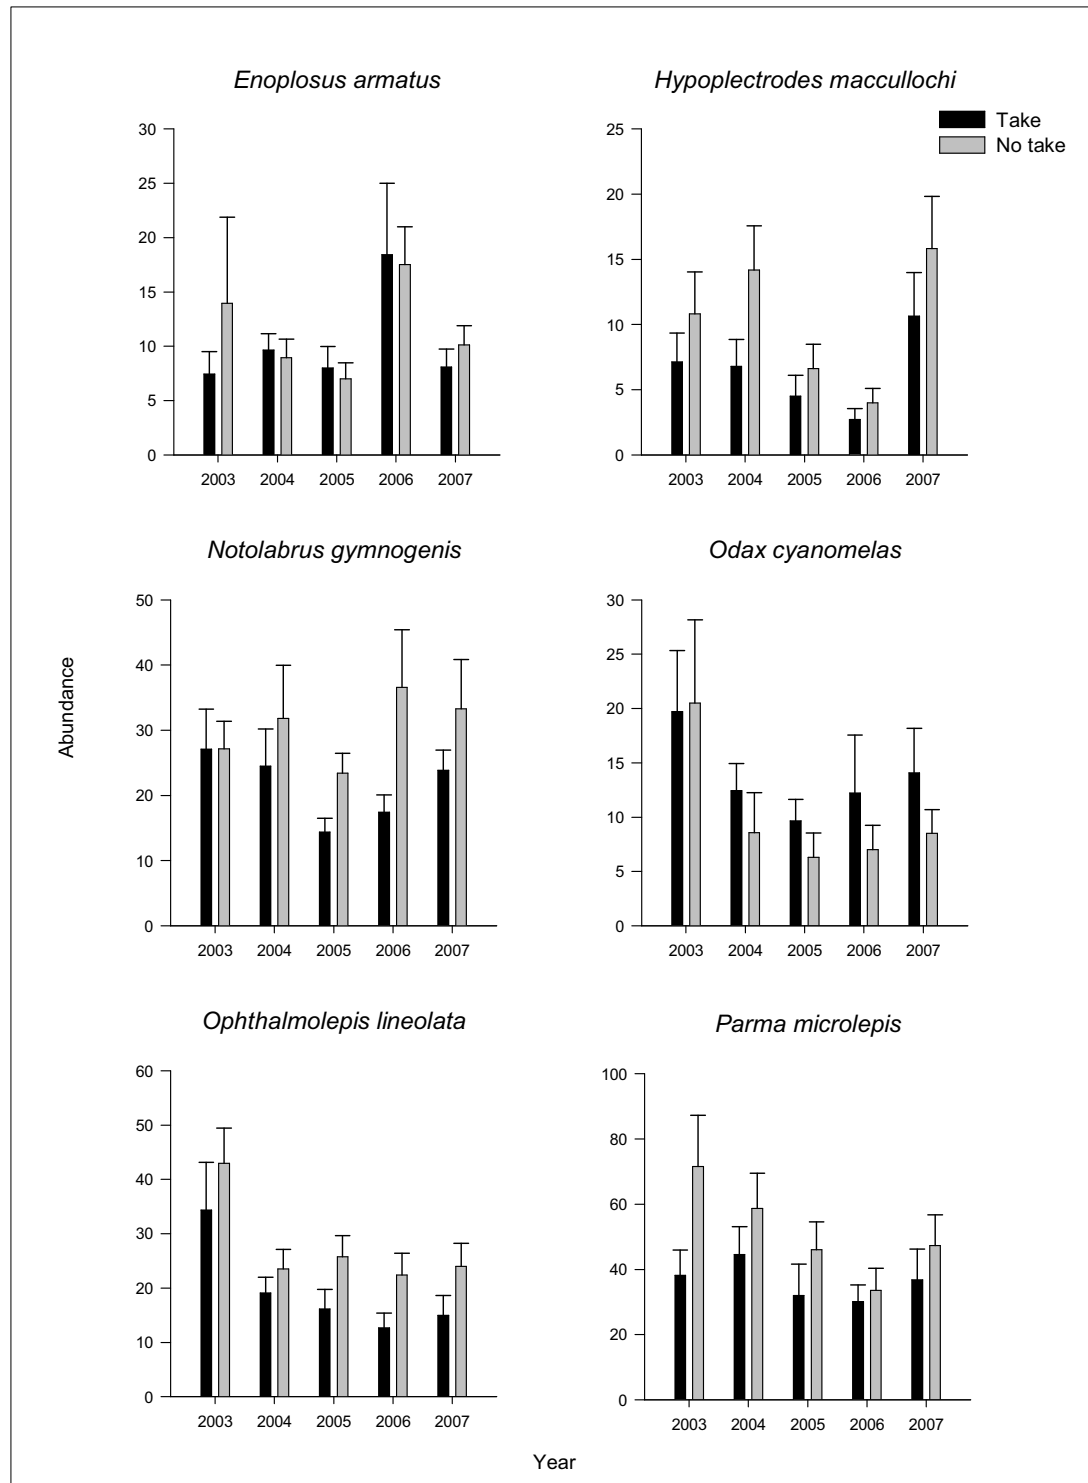 Enoplosus armatus
30
25
20
15
10
5
0
2003 2004 2005 2006 2007
Hypoplectrodes maccullochi
Take
No take
25
20
15
10
5
0
2003 2004 2005 2006 2007
Notolabrus gymnogenis
50
40
30
20
10
0
2003 2004 2005 2006 2007
Odax cyanomelas
30
25
20
15
10
5
0
2003 2004 2005 2006 2007
Abundance
Ophthalmolepis lineolata
60
50
40
30
20
10
0
2003 2004 2005 2006 2007
Parma microlepis
100
80
60
40
20
0
2003 2004 2005 2006 2007
Year